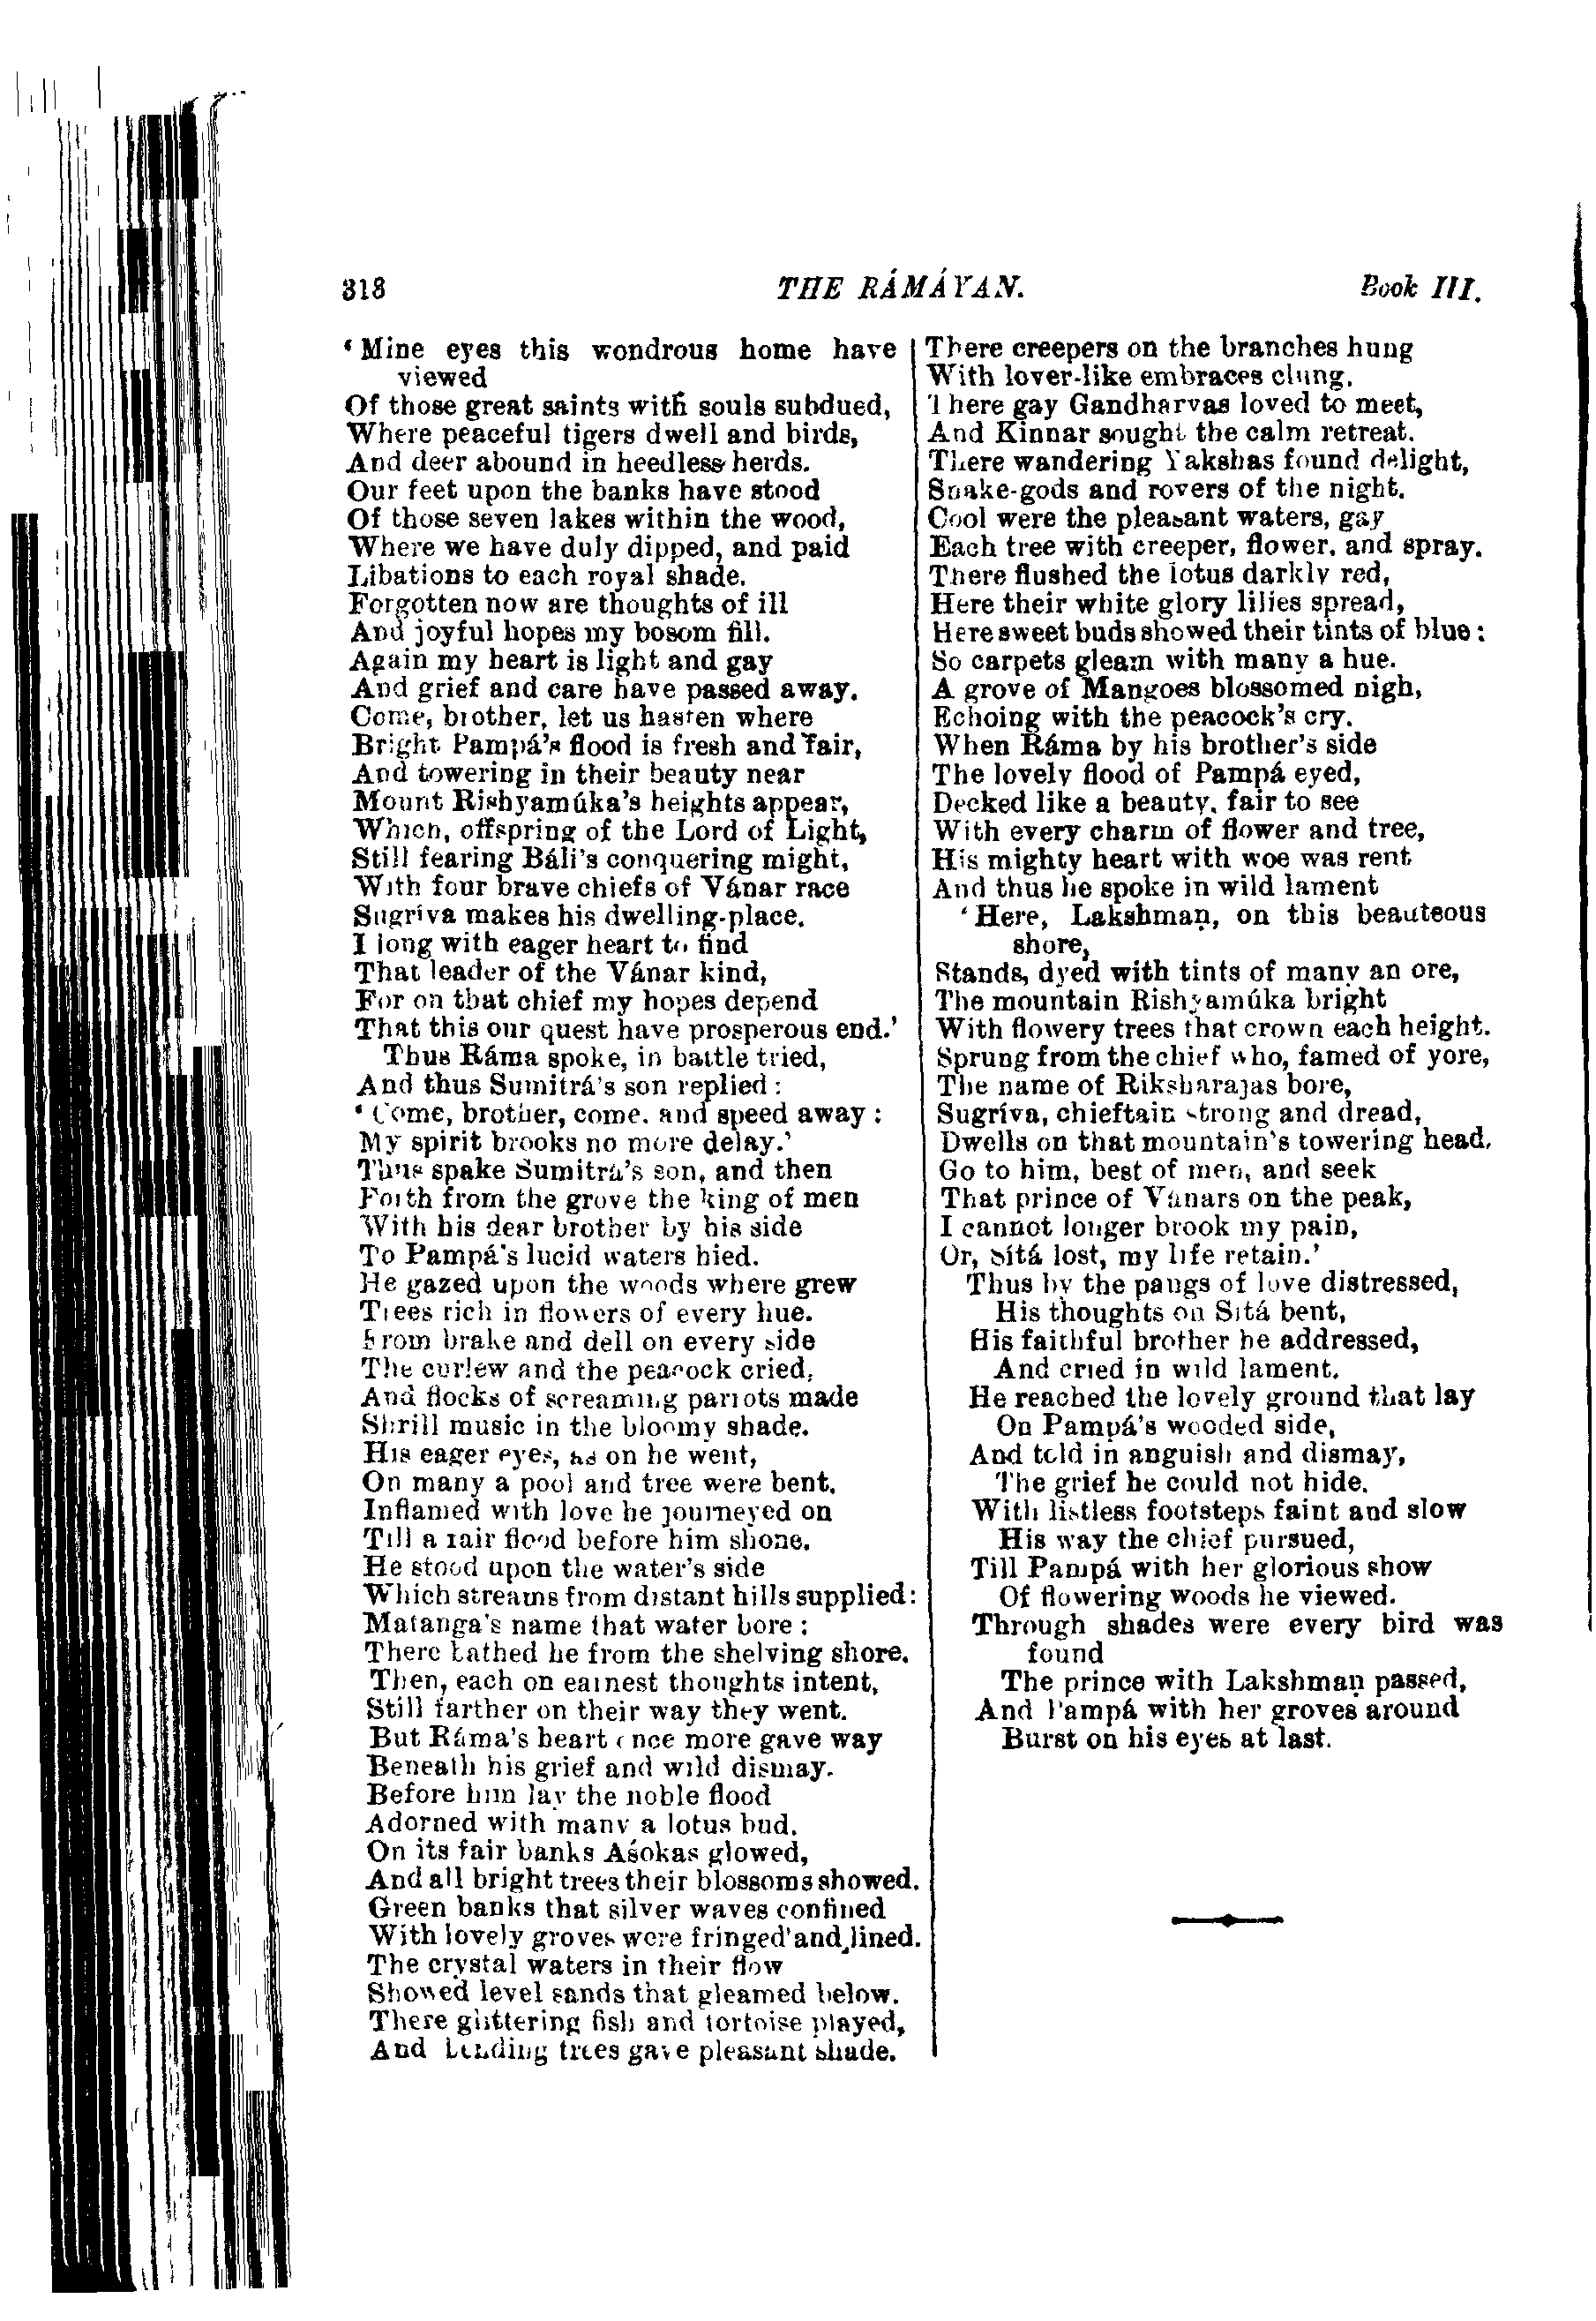 318 THE RÁMÁYAN. Book III.
‘Mine eyes this wondrous home have
viewed
Of those great saints with souls subdued,
Where peaceful tigers dwell and birds,
And deer abound in heedless herds.
Our feet upon the banks have stood
Of those seven lakes within the wood,
Where we have duly dipped, and paid
Libations to each royal shade.
Forgotten now are thoughts of ill
And joyful hopes my bosom fill.
Again my heart is light and gay
And grief and care have passed away.
Come, brother, let us hasten where
Bright Pampá's flood is fresh and fair,
And towering in their beauty near
Mount Rishyamúka's heights appear,
Which, offspring of the Lord of Light,
Still fearing Báli's conquering might,
With four brave chiefs of Vánar race
Sugríva makes his dwelling-place.
I long with eager heart to find
That leader of the Vánar kind,
For on that chief my hopes depend
That this our quest have prosperous end.’
Thus Ráma spoke, in battle tried,
And thus Sumitrá's son replied:
‘Come, brother, come. and speed away:
My spirit brooks no more delay.’
Thus spake Sumitrá's son, and then
Forth from the grove the king of men
With his dear brother by his side
To Pampá's lucid waters hied.
He gazed upon the woods where grew
Trees rich in flowers of every hue.
From brake and dell on every side
The curlew and the peacock cried,
And flocks of screaming parrots made
Shrill music in the bloomy shade.
His eager eyes, as on he went,
On many a pool and tree were bent.
Inflamed with love he journeyed on
Till a fair flood before him shone.
He stood upon the water's side
Which streams from distant hills supplied:
Matanga's name that water bore:
There bathed he from the shelving shore.
Then, each on earnest thoughts intent,
Still farther on their way they went.
But Ráma's heart once more gave way
Beneath his grief and wild dismay.
Before him lay the noble flood
Adorned with many a lotus bud.
On its fair banks Aśokas glowed,
And all bright trees their blossoms showed.
Green banks that silver waves confined
With lovely groves were fringed and lined.
The crystal waters in their flow
Showed level sands that gleamed below.
There glittering fish and tortoise played,
And bending trees gave pleasant shade.
There creepers on the branches hung
With lover-like embraces clung.
There gay Gandharvas loved to meet,
And Kinnar sought the calm retreat.
There wandering Yakshas found delight,
Snake-gods and rovers of the night.
Cool were the pleasant waters, gay
Each tree with creeper, flower, and spray.
There flushed the lotus darkly red,
Here their white glory lilies spread,
Here sweet buds showed their tints of blue:
So carpets gleam with many a hue.
A grove of Mangoes blossomed nigh,
Echoing with the peacock's cry.
When Ráma by his brother's side
The lovely flood of Pampá eyed,
Decked like a beauty, fair to see
With every charm of flower and tree,
His mighty heart with woe was rent
And thus he spoke in wild lament
‘Here, Lakshmaṇ, on this beauteous
shore,
Stands, dyed with tints of many an ore,
The mountain Rishyamúka bright
With flowery trees that crown each height.
Sprung from the chief who, famed of yore,
The name of Riksharajas bore,
Sugríva, chieftain strong and dread,
Dwells on that mountain's towering head.
Go to him, best of men, and seek
That prince of Vánars on the peak,
I cannot longer brook my pain,
Or, Sítá lost, my life retain.’
Thus by the pangs of love distressed,
His thoughts on Sítá bent,
His faithful brother he addressed,
And cried in wild lament.
He reached the lovely ground that lay
On Pampá's wooded side,
And told in anguish and dismay,
The grief he could not hide.
With listless footsteps faint and slow
His way the chief pursued,
Till Pampá with her glorious show
Of flowering woods he viewed.
Through shades were every bird was
found
The prince with Lakshmaṇ passed,
And Pampá with her groves around
Burst on his eyes at last.